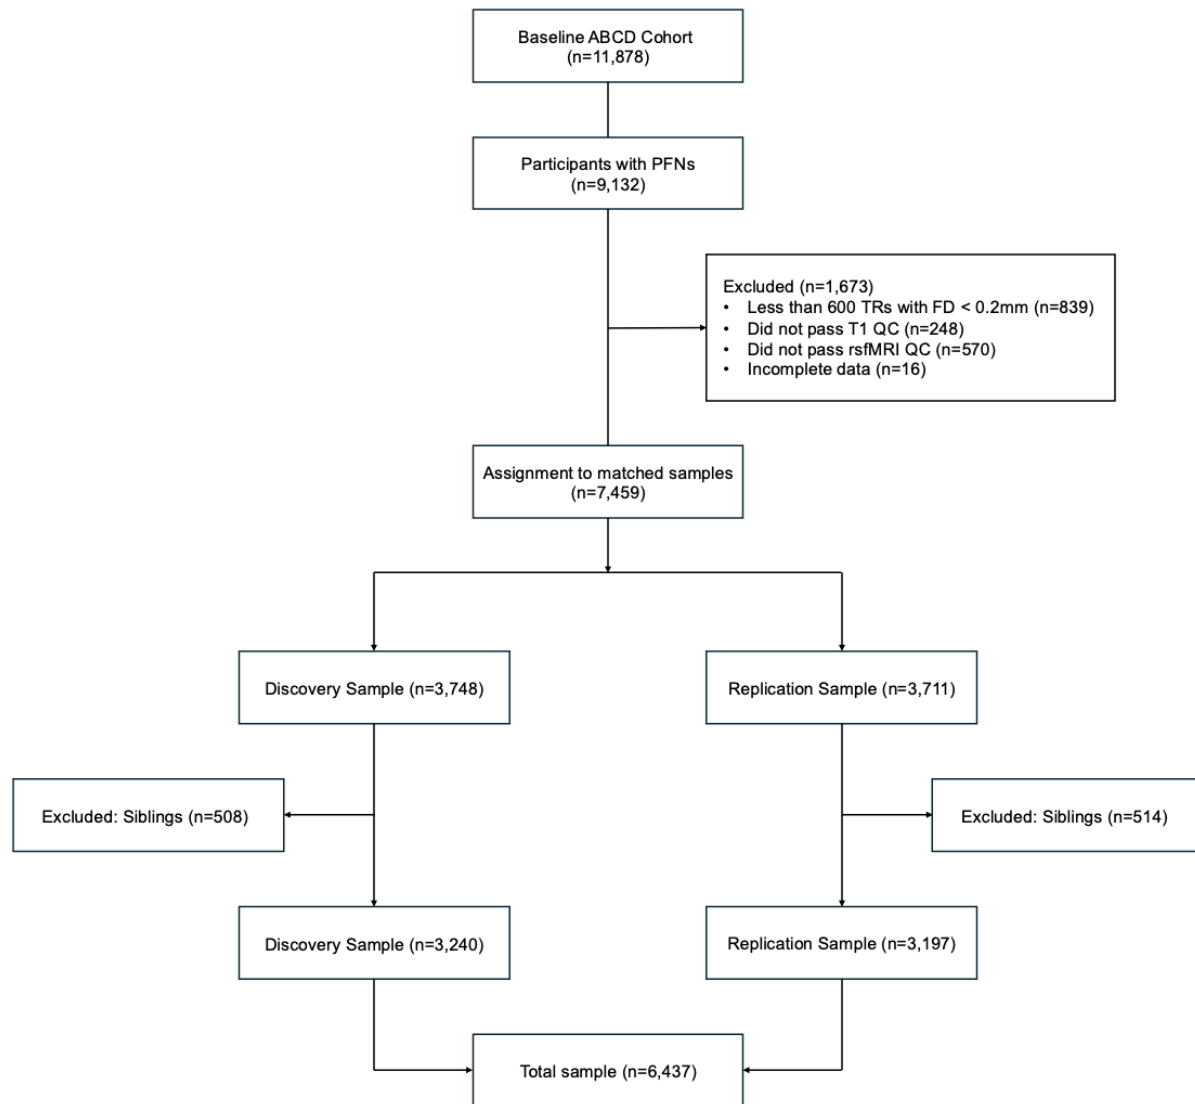 Baseline ABCD Cohort
(n=11,878)
Participants with PFNs
(n=9,132)
Excluded (n=1,673)
• Less than 600 TRs with FD < 0.2mm (n=839)
• Did not pass T1 QC (n=248)
• Did not pass rsfMRI QC (n=570)
• Incomplete data (n=16)
Assignment to matched samples
(n=7,459)
Discovery Sample (n=3,748)
Replication Sample (n=3,711)
Excluded: Siblings (n=508)
Excluded: Siblings (n=514)
Discovery Sample (n=3,240)
Replication Sample (n=3,197)
Total sample (n=6,437)